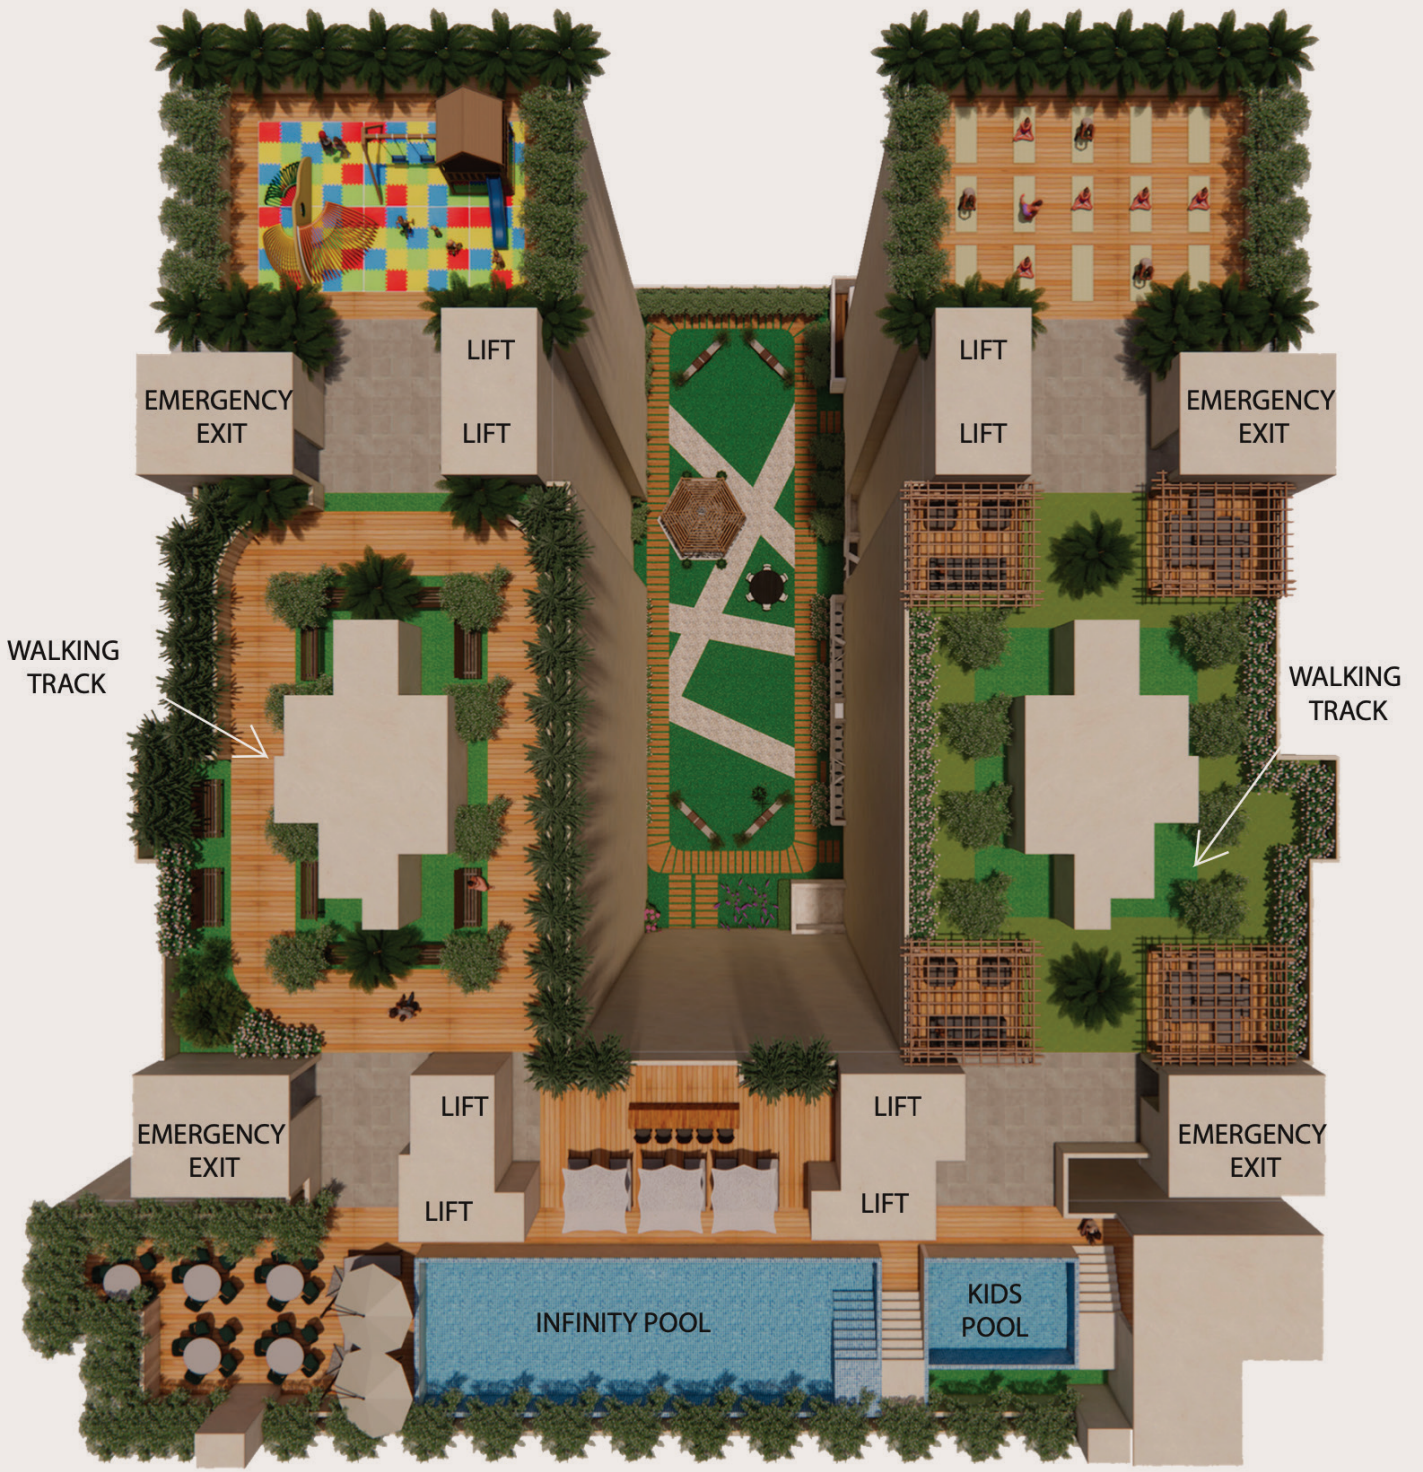 LIFT
LIFT
LIFT
LIFT
EMERGENCY
EXIT
EMERGENCY
EXIT
WALKING
TRACK
WALKING
TRACK
LIFT
LIFT
LIFT
LIFT
EMERGENCY
EXIT
EMERGENCY
EXIT
INFINITY POOL
KIDS
POOL